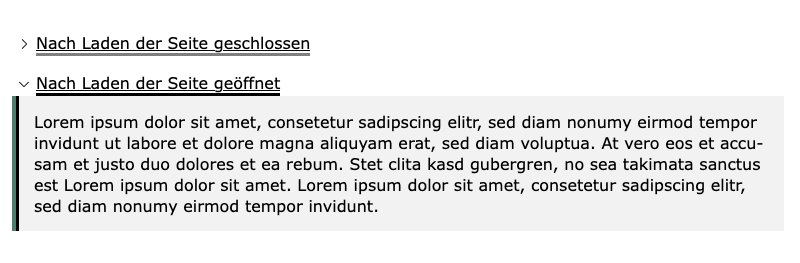 Nach Laden der Seite geschlossen
Nach Laden der Seite geöffnet
Lorem ipsum dolor sit amet, consetetur sadipscing elitr, sed diam nonumy eirmod tempor
invidunt ut labore et dolore magna aliquyam erat, sed diam voluptua. At vero eos et accu-
sam et justo duo dolores et ea rebum. Stet clita kasd gubergren, no sea takimata sanctus
est Lorem ipsum dolor sit amet. Lorem ipsum dolor sit amet, consetetur sadipscing elitr,
sed diam nonumy eirmod tempor invidunt.